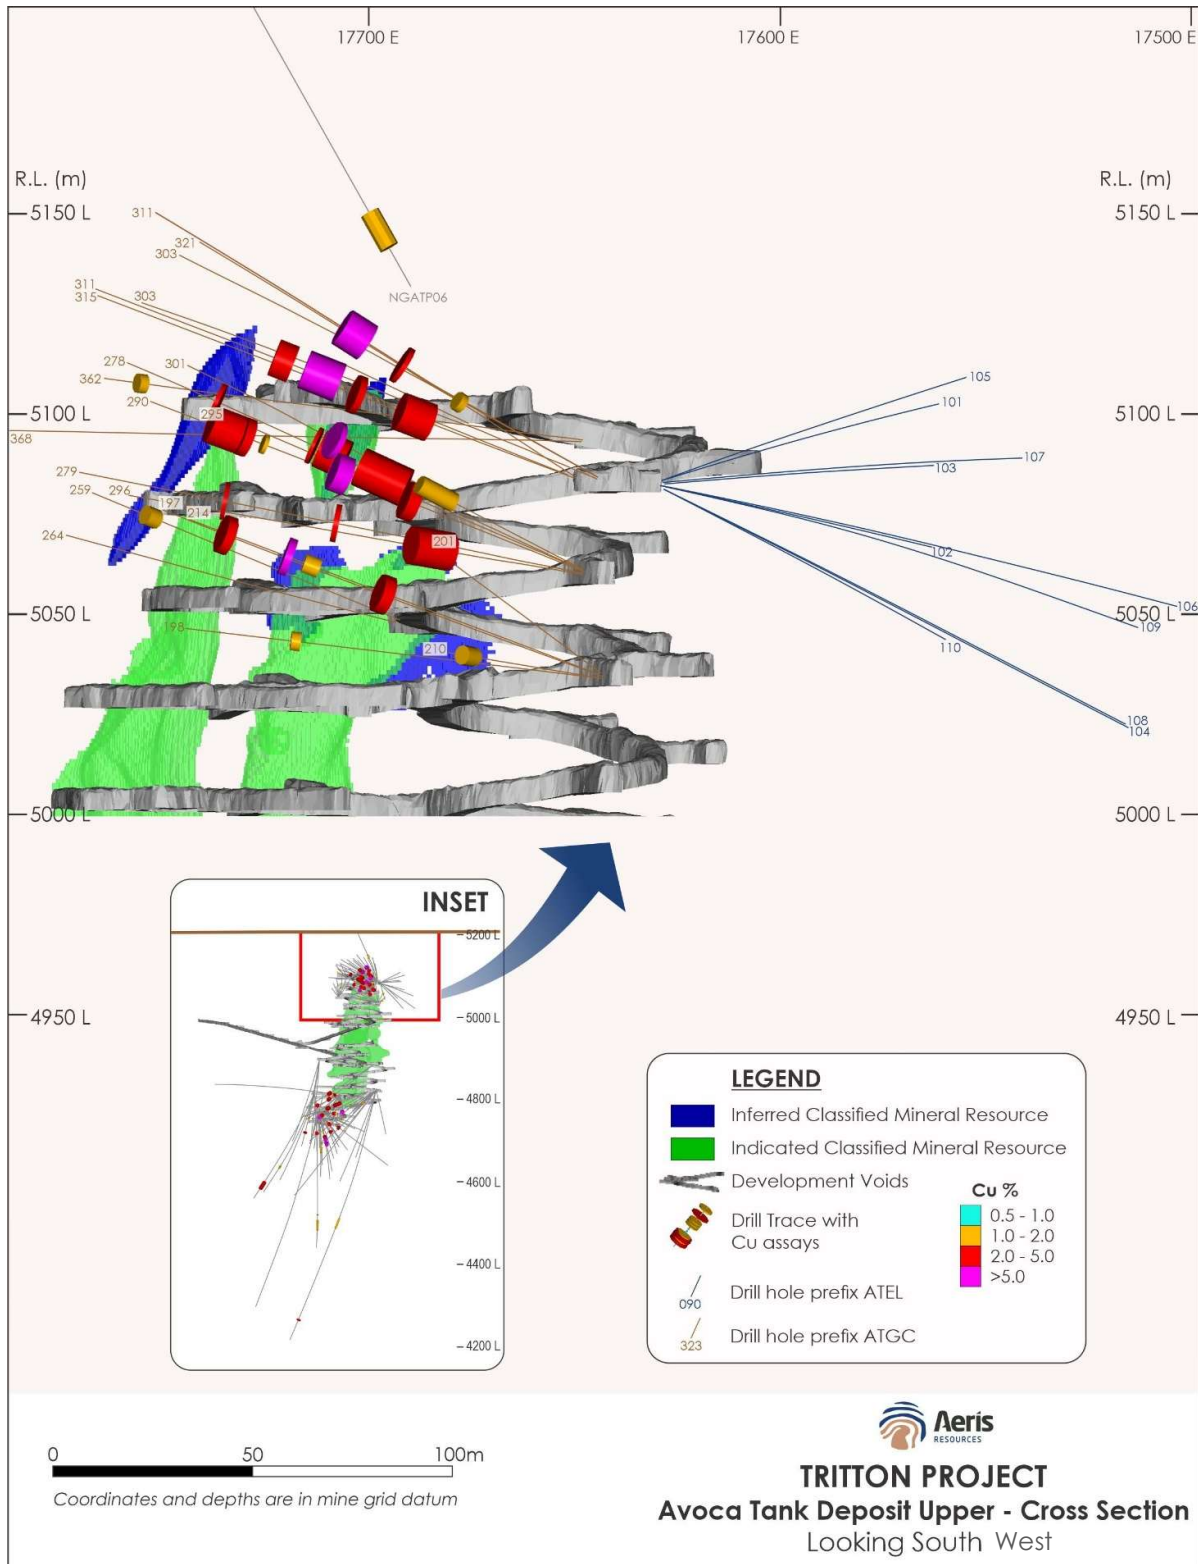 17700 E
17600 E
17500 E
R.L. (m)
R.L. (m)
5150 L
5150 L
311
321
303
NGATP06
311
303
315
278
301
362
290
295
368
5100 L
5100 L
105
101
107
103
279
259
296
197
214
264
201
102
106
109
110
5050 L
5050 L
198
210
108
104
5000 L
5000 L
4950 L
4950 L
INSET
5200 L
5000 L
4800 L
4600 L
4400 L
4200 L
LEGEND
Inferred Classified Mineral Resource
Indicated Classified Mineral Resource
Development Voids
Drill Trace with
Cu assays
Cu %
0.5 - 1.0
1.0 - 2.0
2.0 - 5.0
>5.0
090
Drill hole prefix ATEL
323
Drill hole prefix ATGC
0 50 100m
Coordinates and depths are in mine grid datum
Aeris
RESOURCES
TRITTON PROJECT
Avoca Tank Deposit Upper - Cross Section
Looking South West